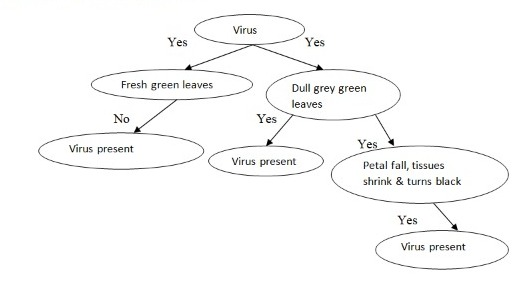 Virus
Yes
Yes
Fresh green leaves
Dull grey green
leaves
No
Yes
Virus present
Virus present
Yes
Petal fall, tissues
shrink & turns black
Yes
Virus present